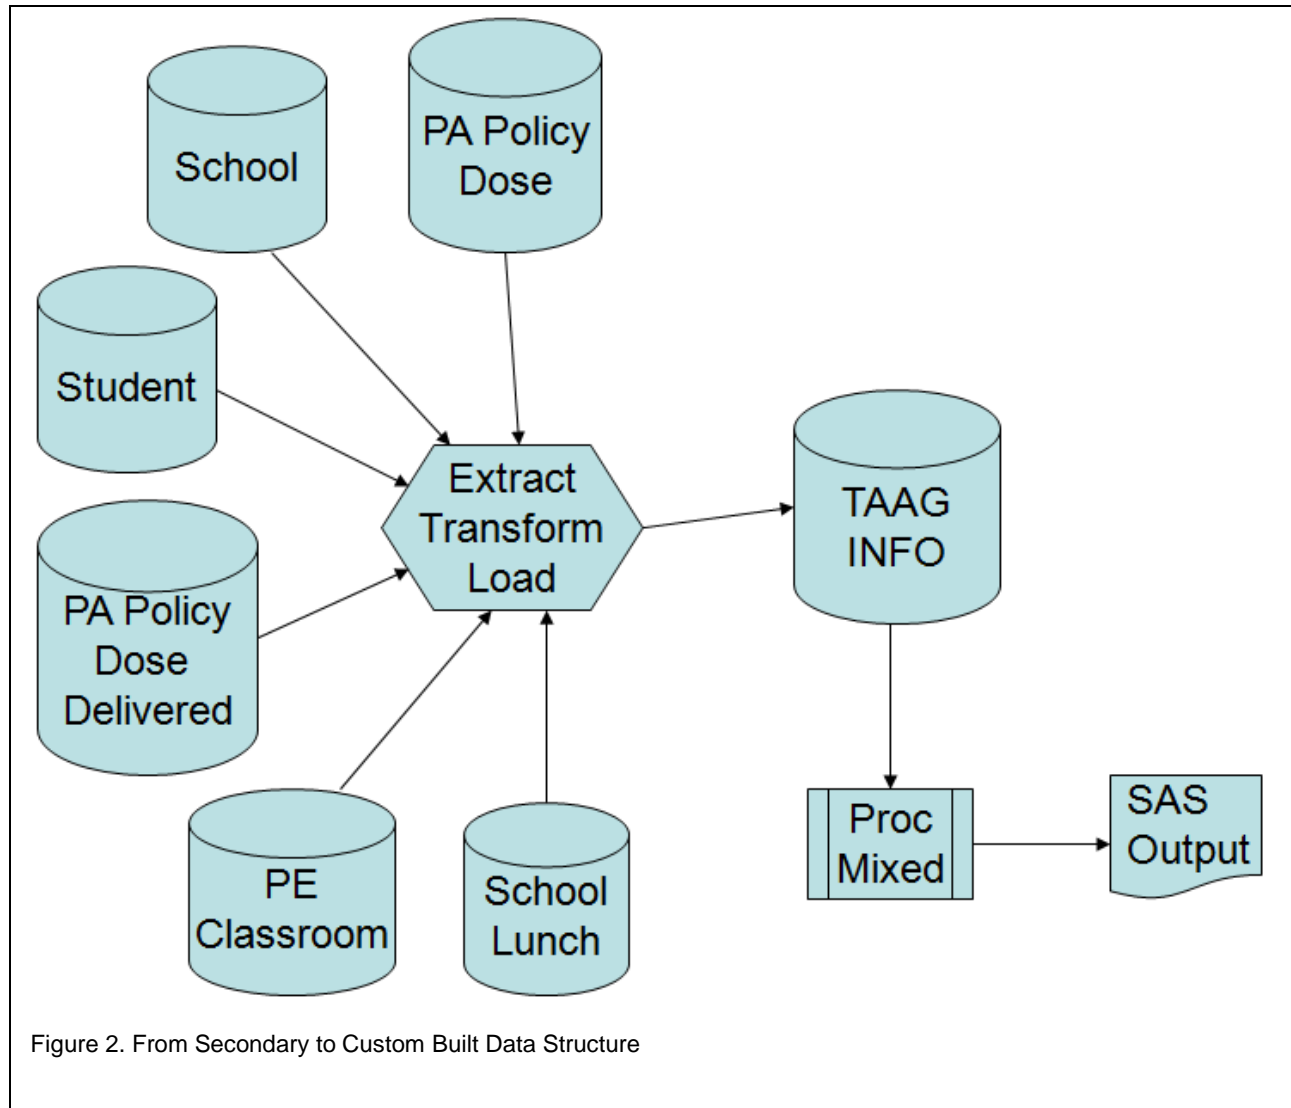 School
PA Policy
Dose
Student
PA Policy
Dose
Delivered
PE
Classroom
School
Lunch
Extract
Transform
Load
TAAG
INFO
Proc
Mixed
SAS
Output
Figure 2. From Secondary to Custom Built Data Structure